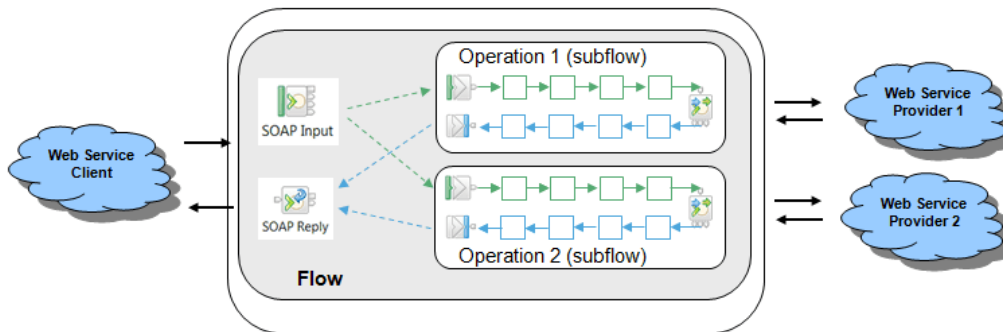 Operation 1 (subflow)
SOAP Input
Web Service
Provider 1
Web Service
Client
SOAP Reply
Web Service
Provider 2
Operation 2 (subflow)
Flow